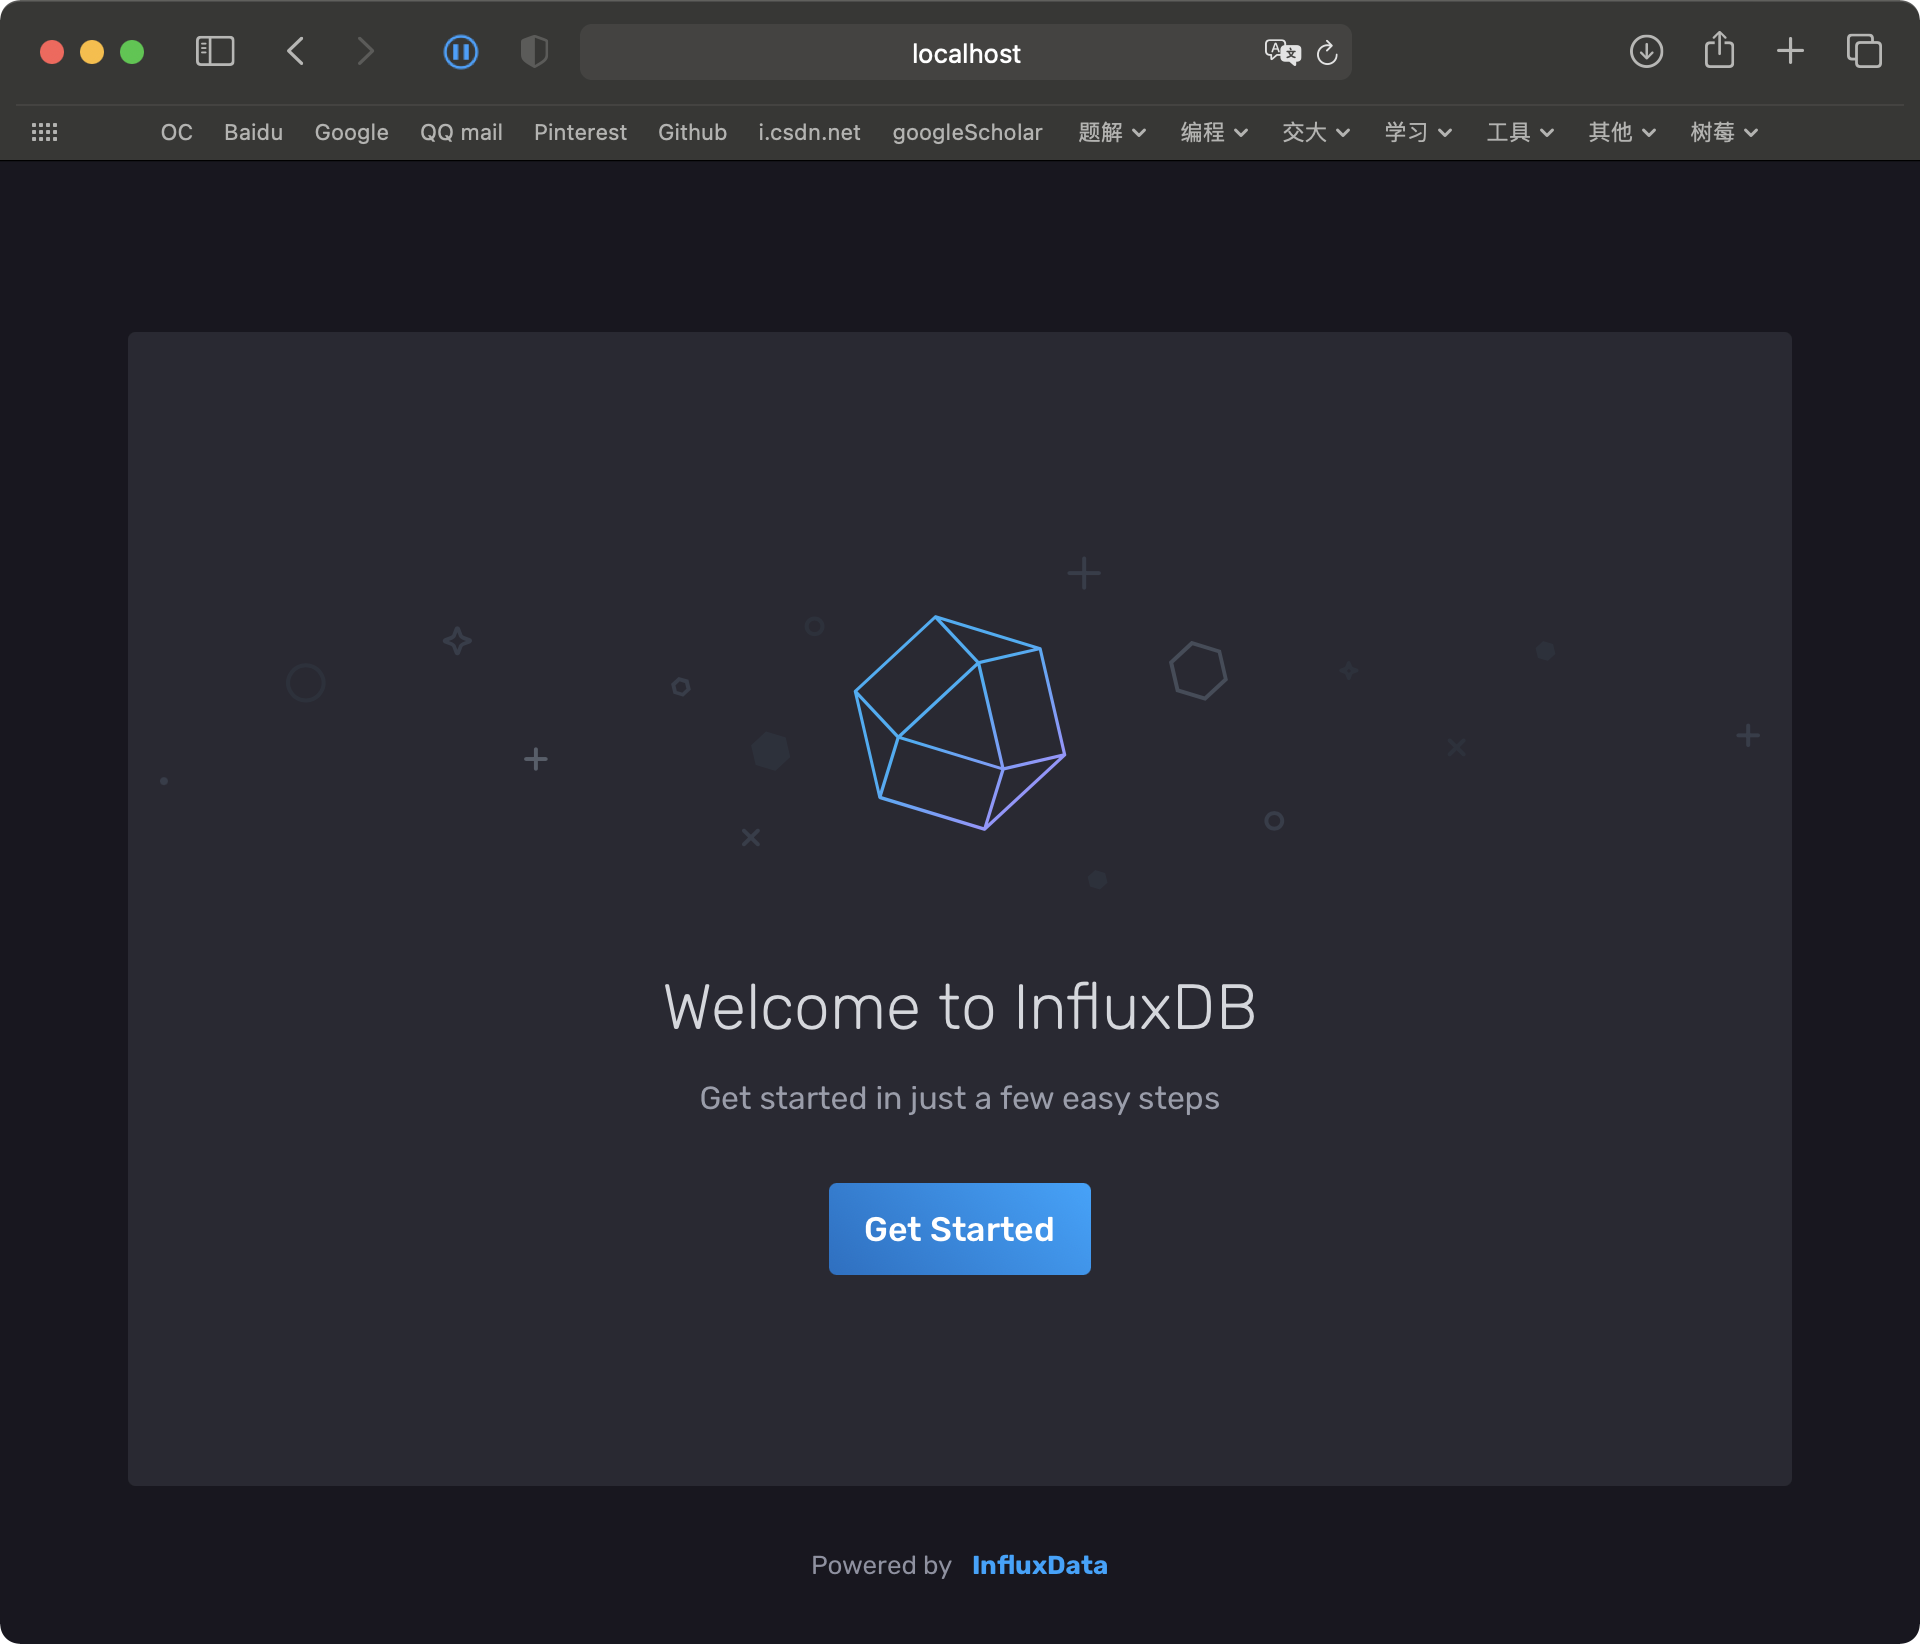 localhost
OC Baidu Google QQ mail Pinterest Github i.csdn.net googleScholar 题解 编程 交大 学习 工具 其他 树莓
Welcome to InfluxDB
Get started in just a few easy steps
Get Started
Powered by InfluxData